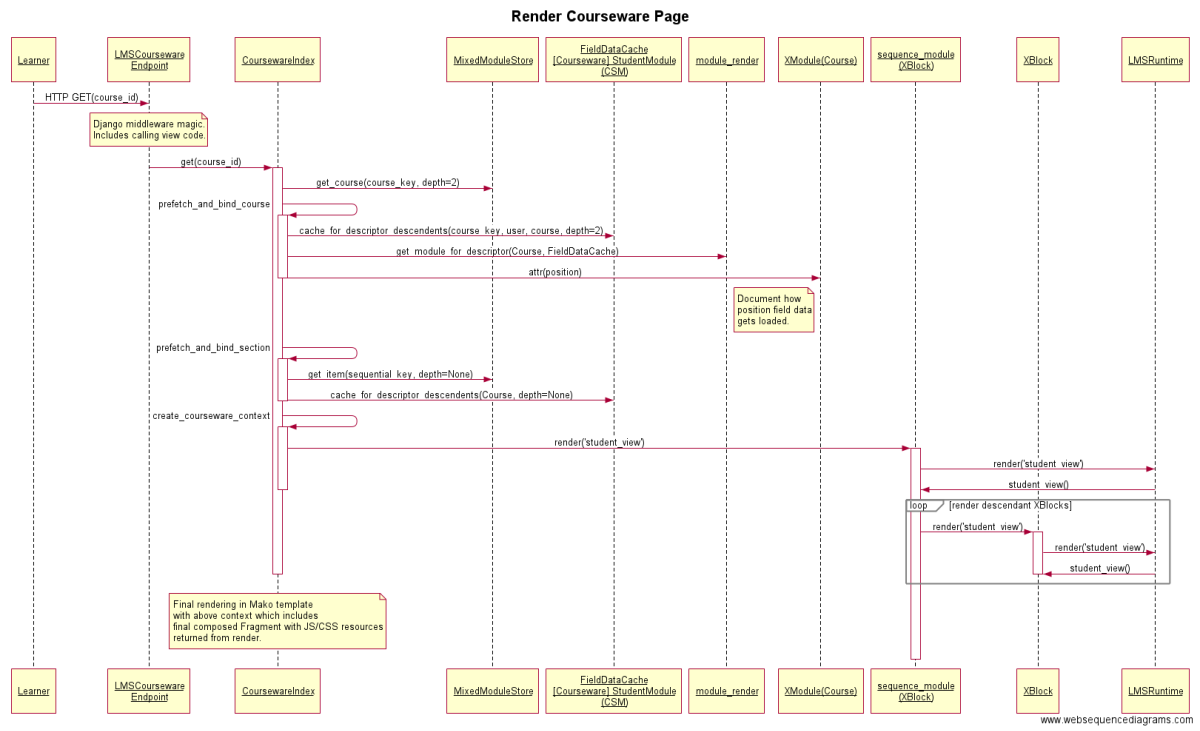 Render Courseware Page
Learner
LMSCourseware
Endpoint
CoursewareIndex
MixedModuleStore
FieldDataCache
[Courseware] StudentModule
(CSM)
module_render
XModule(Course)
sequence_module
(XBlock)
XBlock
LMSRuntime
HTTP GET(course_id)
Django middleware magic.
Includes calling view code.
get(course_id)
get_course(course_key, depth=2)
prefetch_and_bind_course
cache_for_descriptor_descendents(course_key, user, course, depth=2)
get_module_for_descriptor(Course, FieldDataCache)
attr(position)
Document how
position field data
gets loaded.
prefetch_and_bind_section
get_item(sequential_key, depth=None)
cache_for_descriptor_descendents(Course, depth=None)
create_courseware_context
render('student_view')
render('student_view')
student_view()
loop [render descendant XBlocks]
render('student_view')
render('student_view')
student_view()
Final rendering in Mako template
with above context which includes
final composed Fragment with JS/CSS resources
returned from render.
Learner
LMSCourseware
Endpoint
CoursewareIndex
MixedModuleStore
FieldDataCache
[Courseware] StudentModule
(CSM)
module_render
XModule(Course)
sequence_module
(XBlock)
XBlock
LMSRuntime
www.websequencediagrams.com